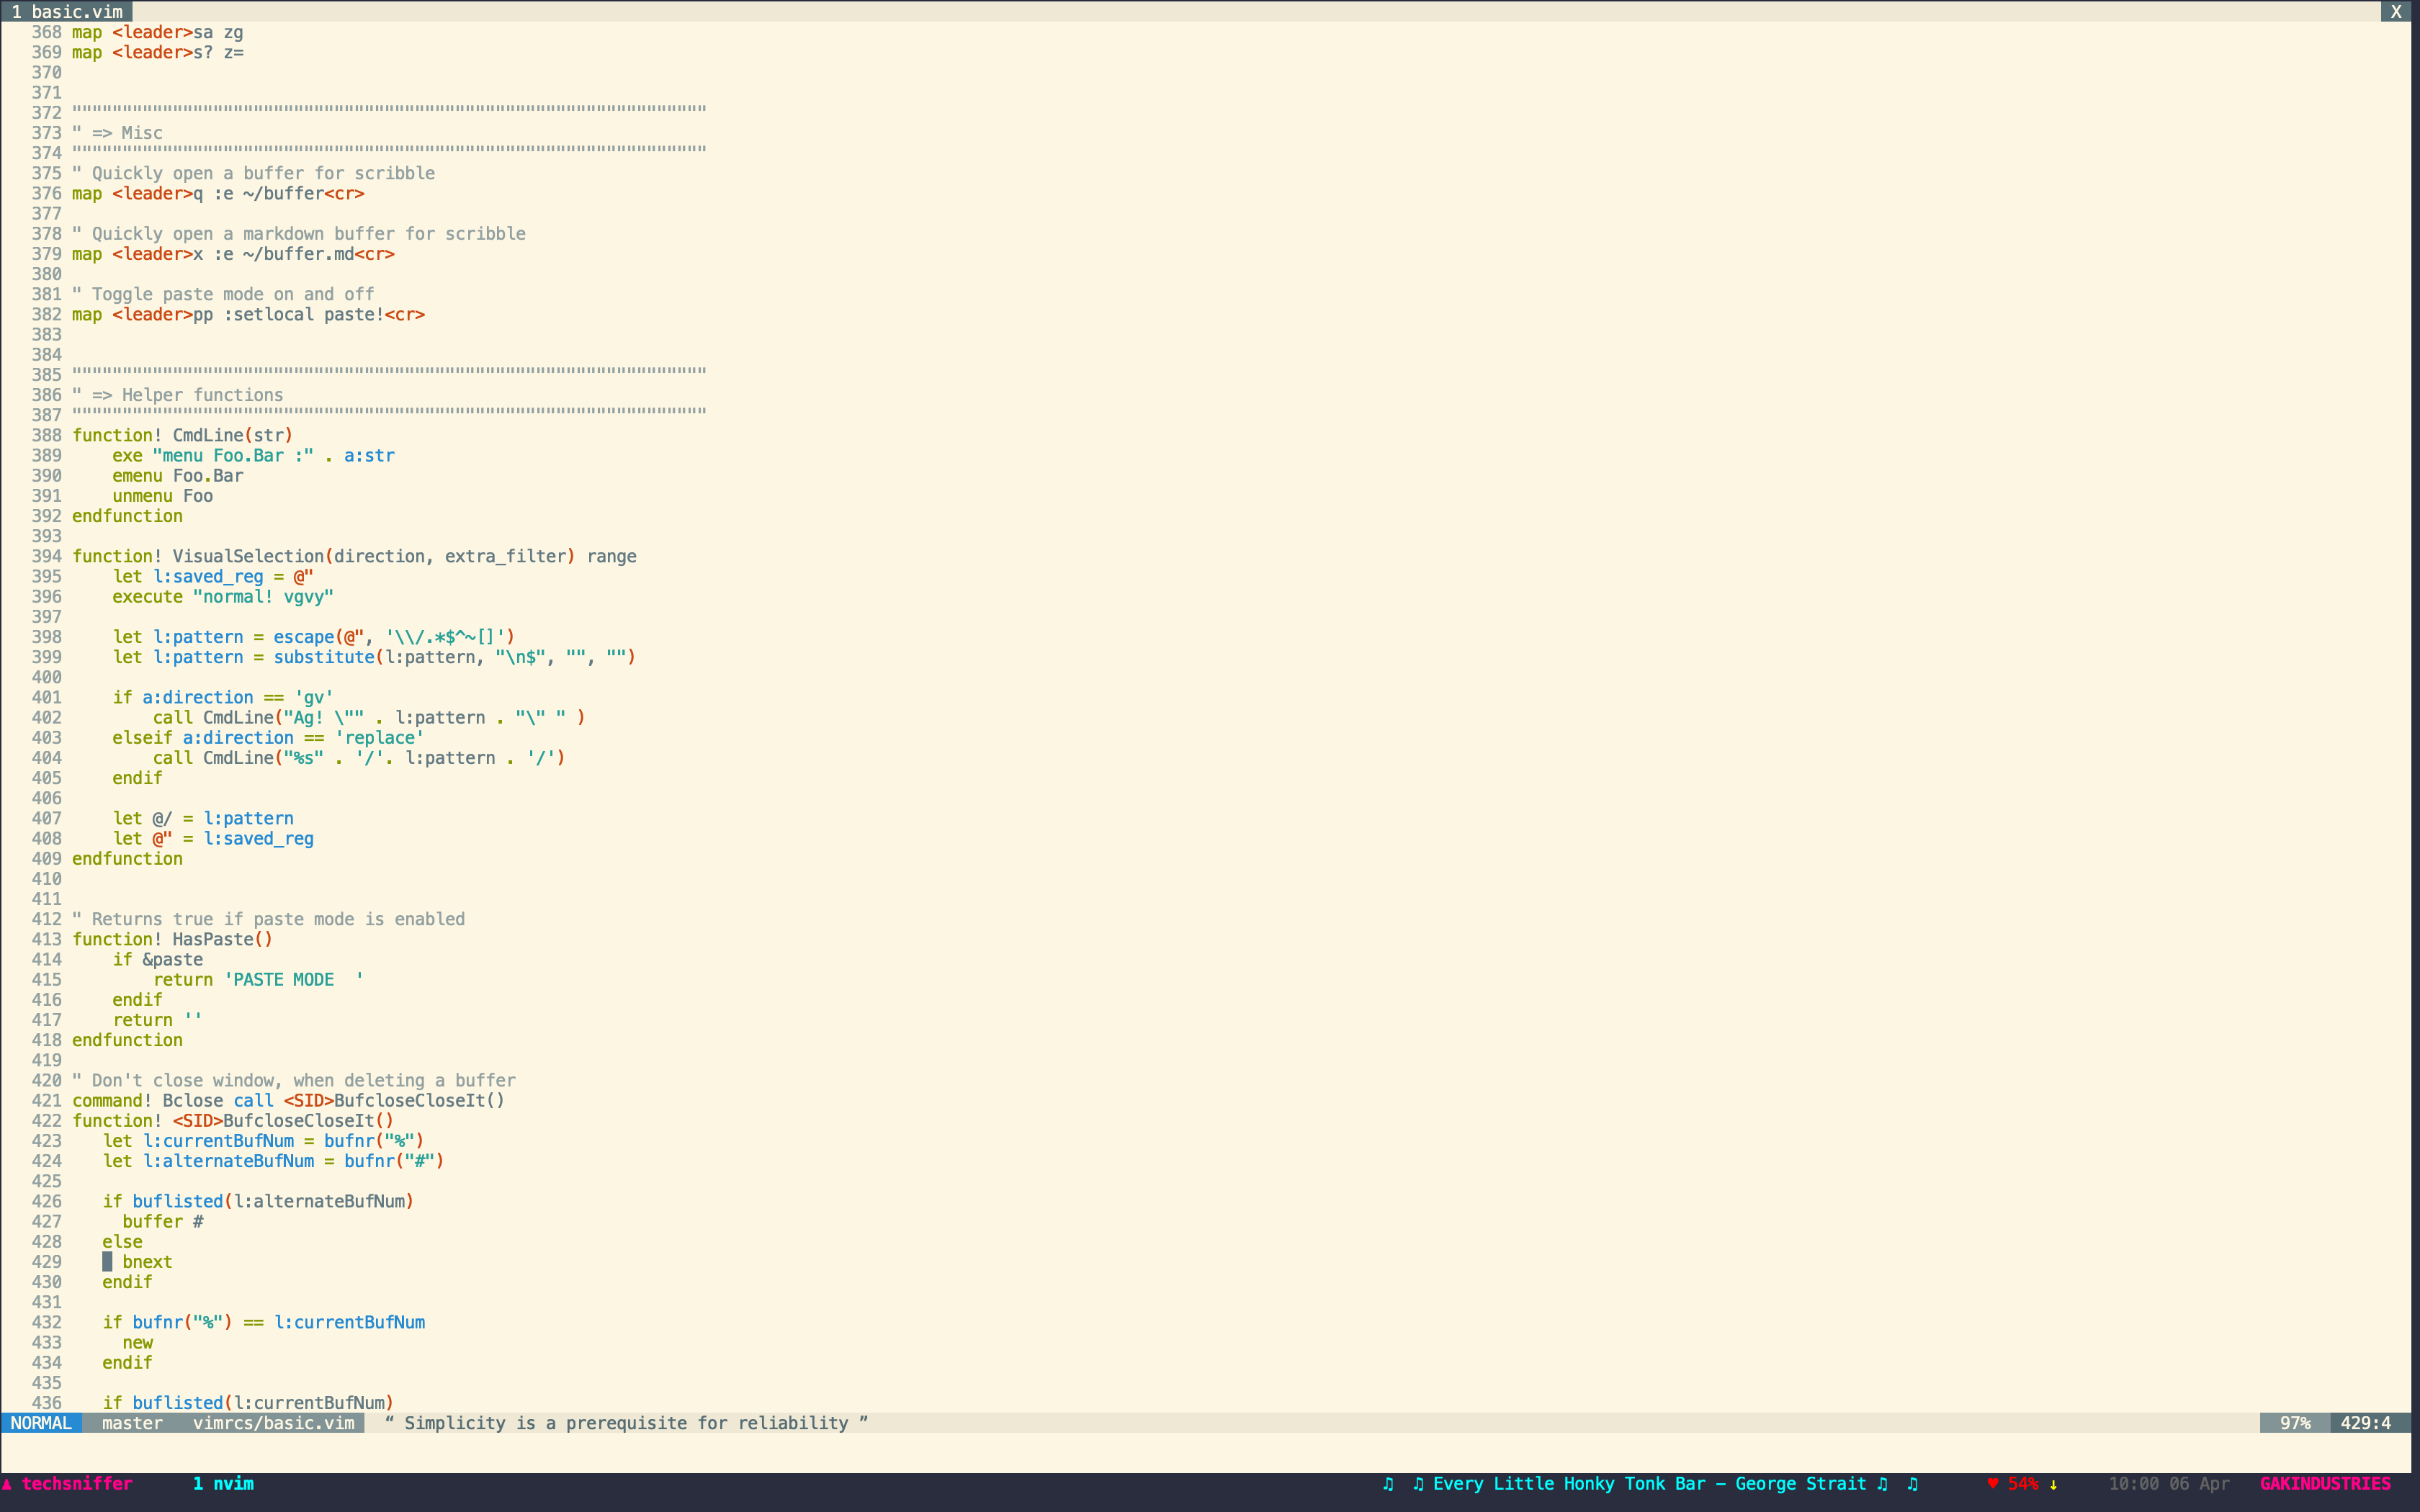 1 basic.vim X
368 map <leader>sa zg
369 map <leader>s? z=
370
371
372 """""""""""""""""""""""""""""""""""""""""""""""""""""""""""""""
373 " => Misc
374 """""""""""""""""""""""""""""""""""""""""""""""""""""""""""""""
375 " Quickly open a buffer for scribble
376 map <leader>q :e ~/buffer<cr>
377
378 " Quickly open a markdown buffer for scribble
379 map <leader>x :e ~/buffer.md<cr>
380
381 " Toggle paste mode on and off
382 map <leader>pp :setlocal paste!<cr>
383
384
385 """""""""""""""""""""""""""""""""""""""""""""""""""""""""""""""
386 " => Helper functions
387 """""""""""""""""""""""""""""""""""""""""""""""""""""""""""""""
388 function! CmdLine(str)
389     exe "menu Foo.Bar :" . a:str
390     emenu Foo.Bar
391     unmenu Foo
392 endfunction
393
394 function! VisualSelection(direction, extra_filter) range
395     let l:saved_reg = @"
396     execute "normal! vgvy"
397
398     let l:pattern = escape(@", '\\/.*$^~[]')
399     let l:pattern = substitute(l:pattern, "\n$", "", "")
400
401     if a:direction == 'gv'
402         call CmdLine("Ag! \"" . l:pattern . "\" " )
403     elseif a:direction == 'replace'
404         call CmdLine("%s" . '/'. l:pattern . '/')
405     endif
406
407     let @/ = l:pattern
408     let @" = l:saved_reg
409 endfunction
410
411
412 " Returns true if paste mode is enabled
413 function! HasPaste()
414     if &paste
415         return 'PASTE MODE  '
416     endif
417     return ''
418 endfunction
419
420 " Don't close window, when deleting a buffer
421 command! Bclose call <SID>BufcloseCloseIt()
422 function! <SID>BufcloseCloseIt()
423    let l:currentBufNum = bufnr("%")
424    let l:alternateBufNum = bufnr("#")
425
426    if buflisted(l:alternateBufNum)
427      buffer #
428    else
429      bnext
430    endif
431
432    if bufnr("%") == l:currentBufNum
433      new
434    endif
435
436    if buflisted(l:currentBufNum)
NORMAL master vimrcs/basic.vim “ Simplicity is a prerequisite for reliability ” 97% 429:4
▲ techsniffer 1 nvim ♫ ♫ Every Little Honky Tonk Bar – George Strait ♫ ♫ ♥ 54% ↓ 10:00 06 Apr GAKINDUSTRIES